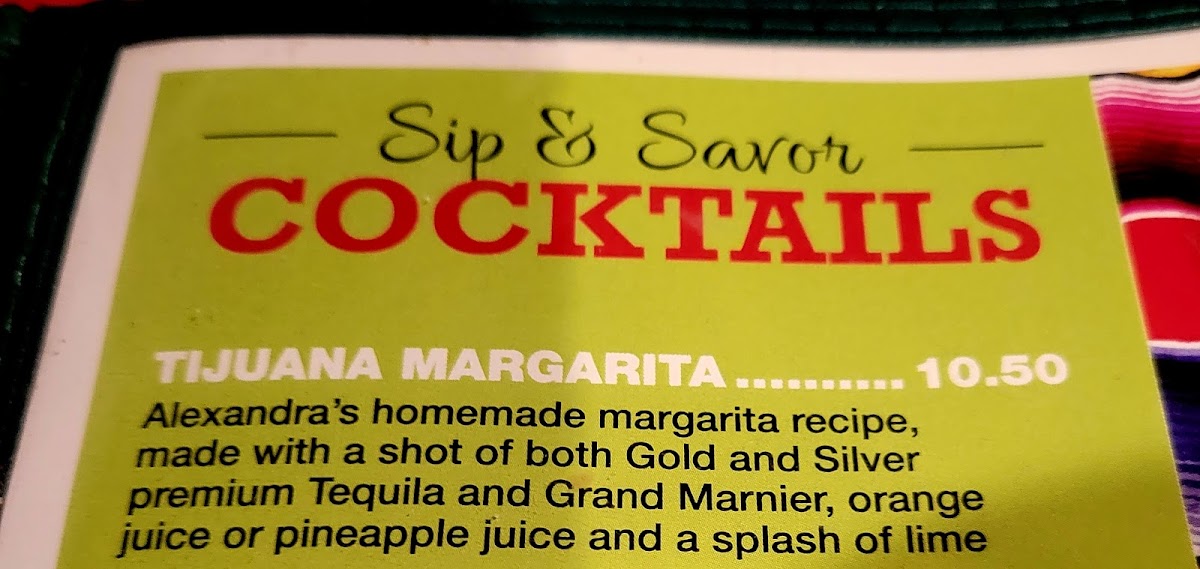 Sip & Savor
COCKTAILS
TIJUANA MARGARITA.......... 10.50
Alexandra's homemade margarita recipe,
made with a shot of both Gold and Silver
premium Tequila and Grand Marnier, orange
juice or pineapple juice and a splash of lime